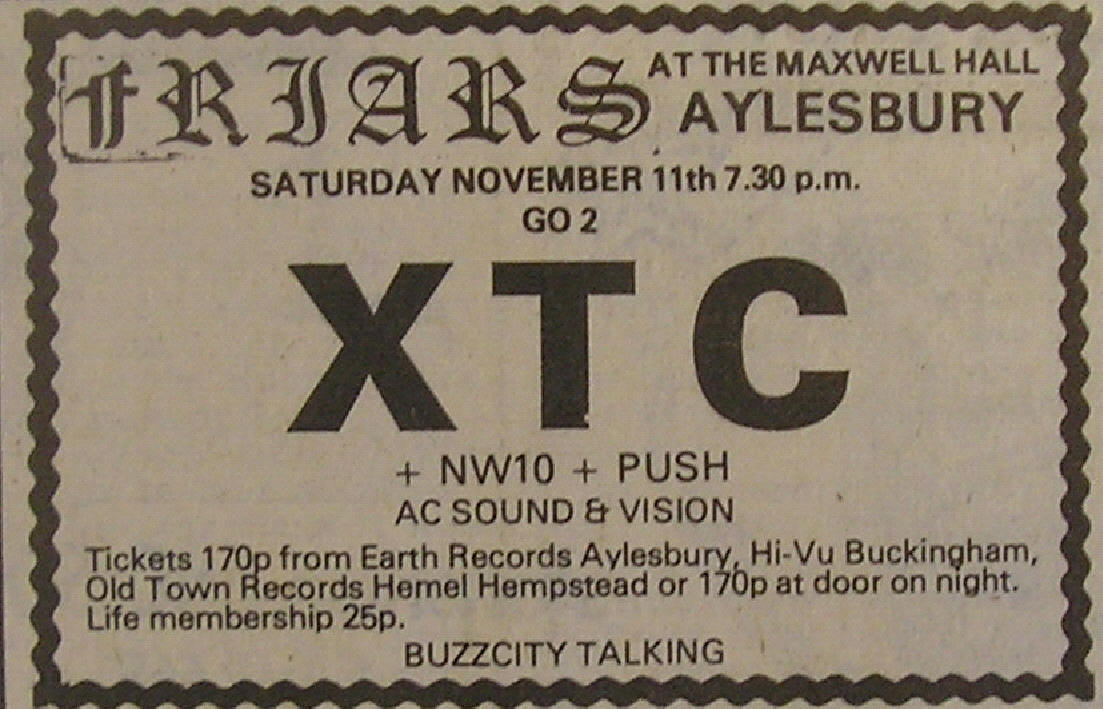 FRIARS AT THE MAXWELL HALL
AYLESBURY
SATURDAY NOVEMBER 11th 7.30 p.m.
GO 2
XTC
+ NW10 + PUSH
AC SOUND & VISION
Tickets 170p from Earth Records Aylesbury, Hi-Vu Buckingham,
Old Town Records Hemel Hempstead or 170p at door on night.
Life membership 25p.
BUZZCITY TALKING